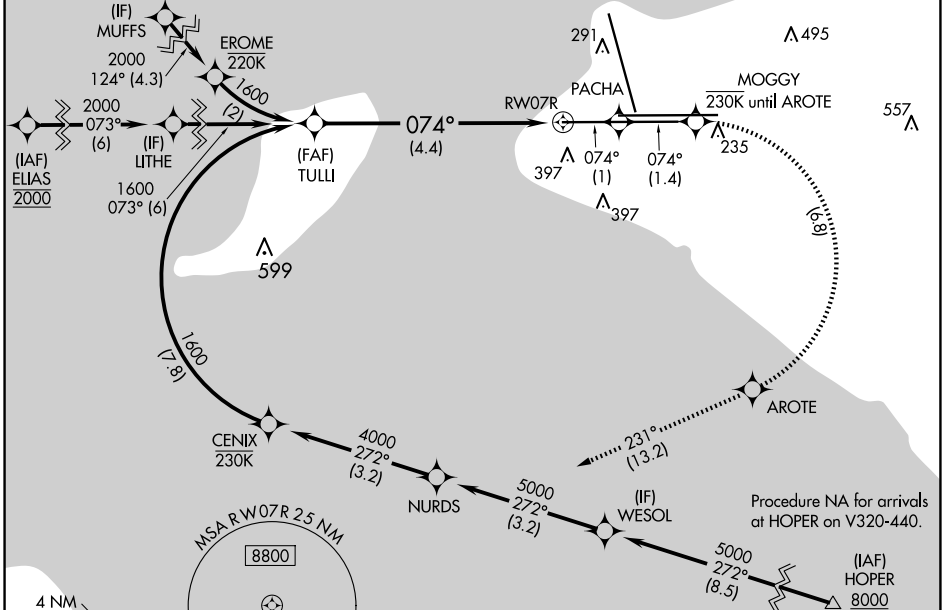 (IF)
MUFFS
2000
124° (4.3)
EROME
220K
1600
(2)
291
495
PACHA
MOGGY
230K until AROTE
RW07R
557
2000
073°
(6)
(IAF)
ELIAS
2000
(IF)
LITHE
1600
073° (6)
(FAF)
TULLI
074°
(4.4)
397
074°
(1)
074°
(1.4)
235
397
599
(6.8)
1600
(7.8)
AROTE
231°
(13.2)
CENIX
230K
4000
272°
(3.2)
NURDS
5000
272°
(3.2)
(IF)
WESOL
Procedure NA for arrivals
at HOPER on V320-440.
5000
272°
(8.5)
(IAF)
HOPER
8000
MSA RW07R 25 NM
8800
4 NM